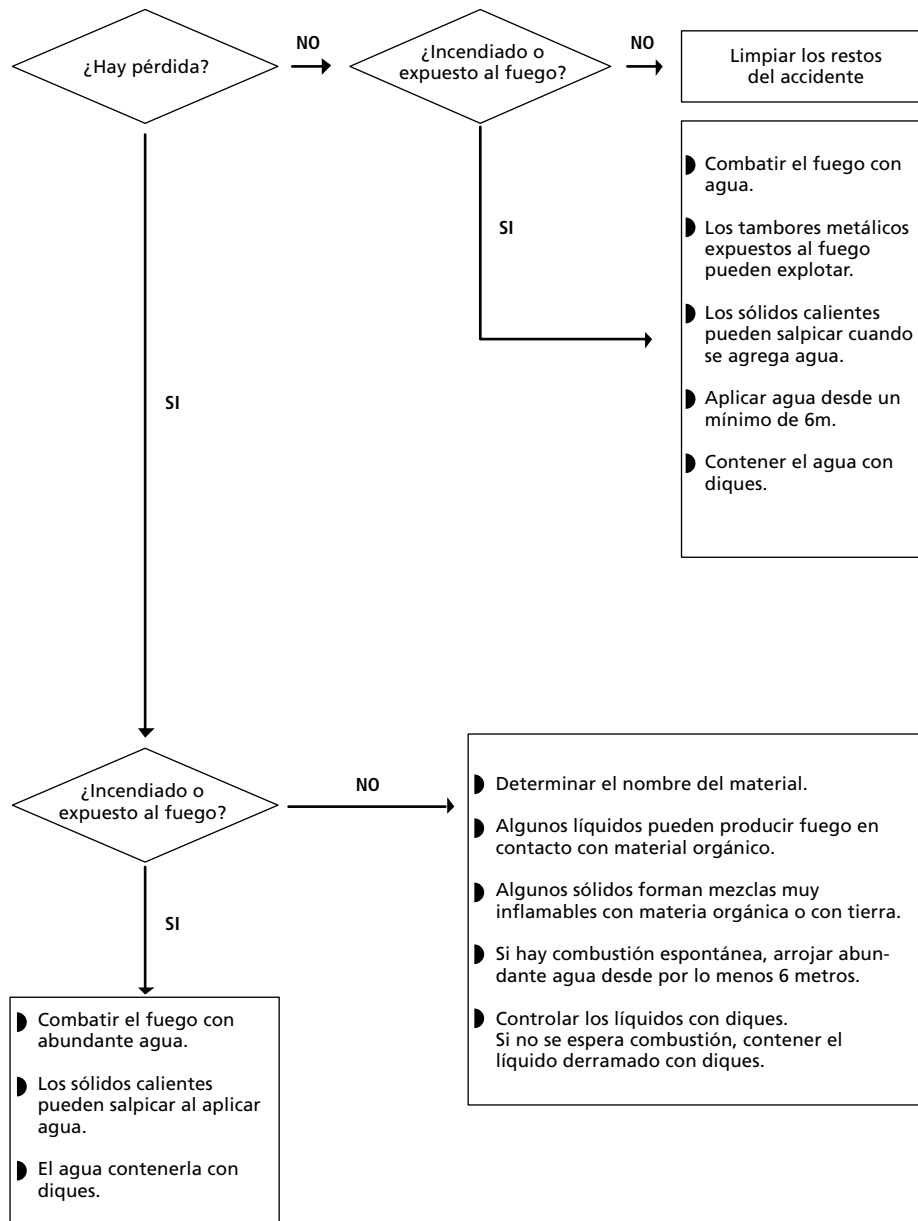 ¿Hay pérdida?
NO
¿Incendiado o
expuesto al fuego?
NO
Limpiar los restos
del accidente
SI
Combatir el fuego con
agua.
Los tambores metálicos
expuestos al fuego
pueden explotar.
Los sólidos calientes
pueden salpicar cuando
se agrega agua.
Aplicar agua desde un
mínimo de 6m.
Contener el agua con
diques.
SI
¿Incendiado o
expuesto al fuego?
NO
Determinar el nombre del material.
Algunos líquidos pueden producir fuego en
contacto con material orgánico.
Algunos sólidos forman mezclas muy
inflamables con materia orgánica o con tierra.
Si hay combustión espontánea, arrojar abun-
dante agua desde por lo menos 6 metros.
Controlar los líquidos con diques.
Si no se espera combustión, contener el
líquido derramado con diques.
SI
Combatir el fuego con
abundante agua.
Los sólidos calientes
pueden salpicar al aplicar
agua.
El agua contenerla con
diques.